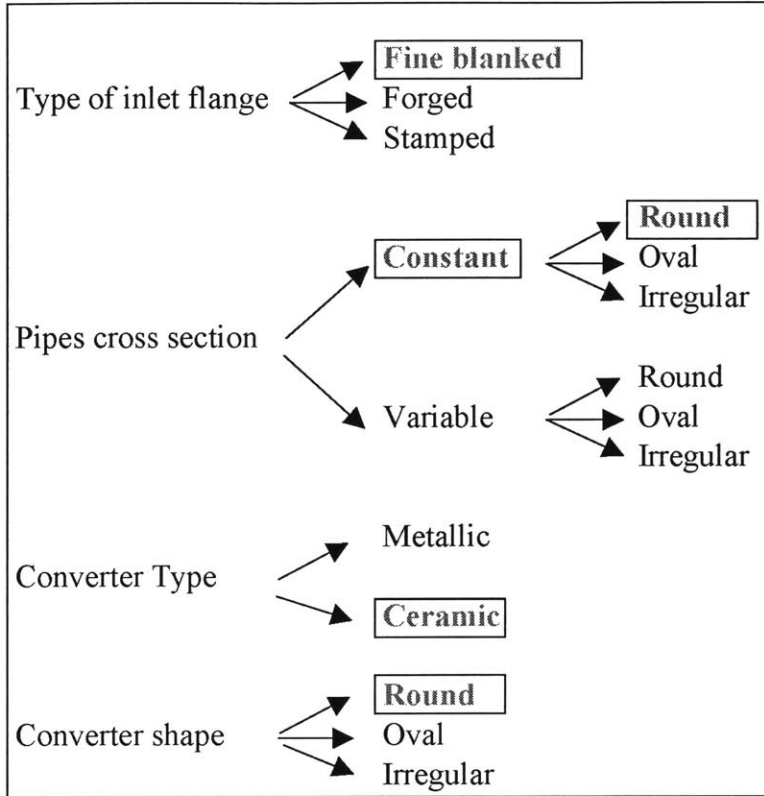 Fine blanked
Type of inlet flange
Forged
Stamped
Round
Constant
Oval
Irregular
Pipes cross section
Round
Variable
Oval
Irregular
Metallic
Converter Type
Ceramic
Round
Converter shape
Oval
Irregular